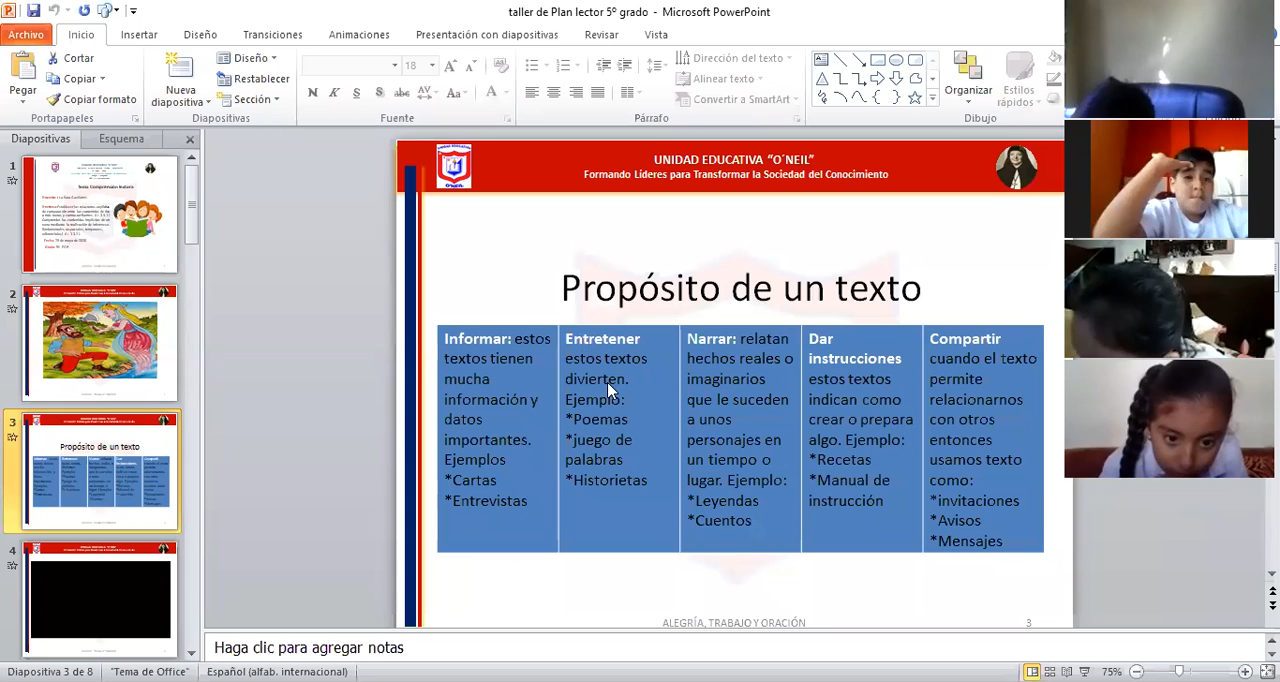 taller de Plan lector 5º grado - Microsoft PowerPoint
Archivo
Inicio
Insertar
Diseño
Transiciones
Animaciones
Presentación con diapositivas
Revisar
Vista
Pegar
Cortar
Copiar
Copiar formato
Portapapeles
Nueva
diapositiva
Diseño
Restablecer
Sección
Diapositivas
18
N K S S abc AV Aa A
Fuente
Dirección del texto
Alinear texto
Convertir a SmartArt
Párrafo
Organizar
Estilos
rápidos
Dibujo
Diapositivas
Esquema
1
2
3
Propósito de un texto
4
UNIDAD EDUCATIVA “O´NEIL”
Formando Líderes para Transformar la Sociedad del Conocimiento
Propósito de un texto
Informar: estos
textos tienen
mucha
información y
datos
importantes.
Ejemplos
*Cartas
*Entrevistas
Entretener
estos textos
divierten.
Ejemplo:
*Poemas
*juego de
palabras
*Historietas
Narrar: relatan
hechos reales o
imaginarios
que le suceden
a unos
personajes en
un tiempo o
lugar. Ejemplo:
*Leyendas
*Cuentos
Dar
instrucciones
estos textos
indican como
crear o prepara
algo. Ejemplo:
*Recetas
*Manual de
instrucción
Compartir
cuando el texto
permite
relacionarnos
con otros
entonces
usamos texto
como:
*invitaciones
*Avisos
*Mensajes
ALEGRÍA, TRABAJO Y ORACIÓN
3
Haga clic para agregar notas
Diapositiva 3 de 8
"Tema de Office"
Español (alfab. internacional)
75%